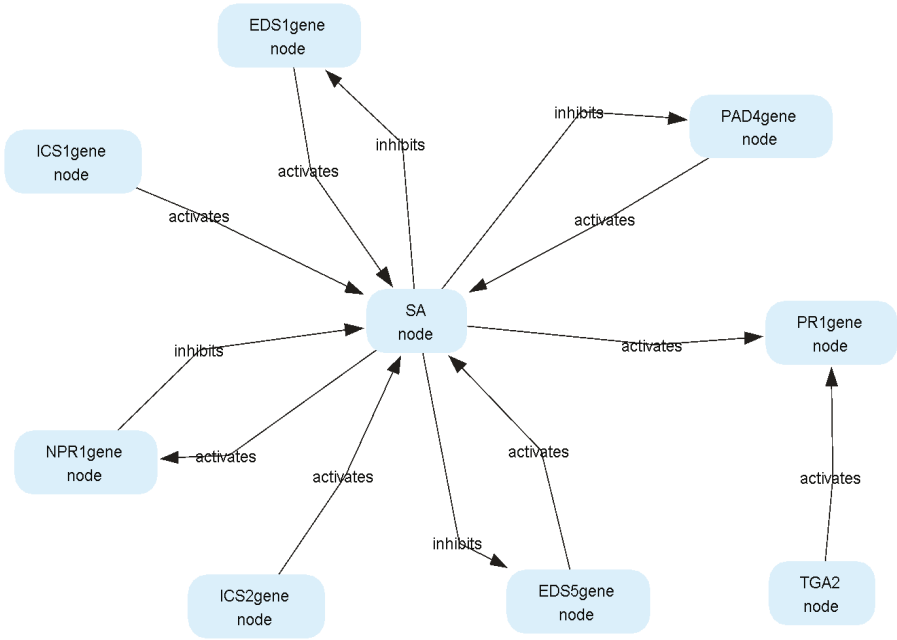 EDS1gene
node
inhibits
PAD4gene
node
ICS1gene
node
inhibits
activates
activates
activates
SA
node
PR1gene
node
inhibits
activates
NPR1gene
node
activates
activates
activates
activates
inhibits
ICS2gene
node
EDS5gene
node
TGA2
node